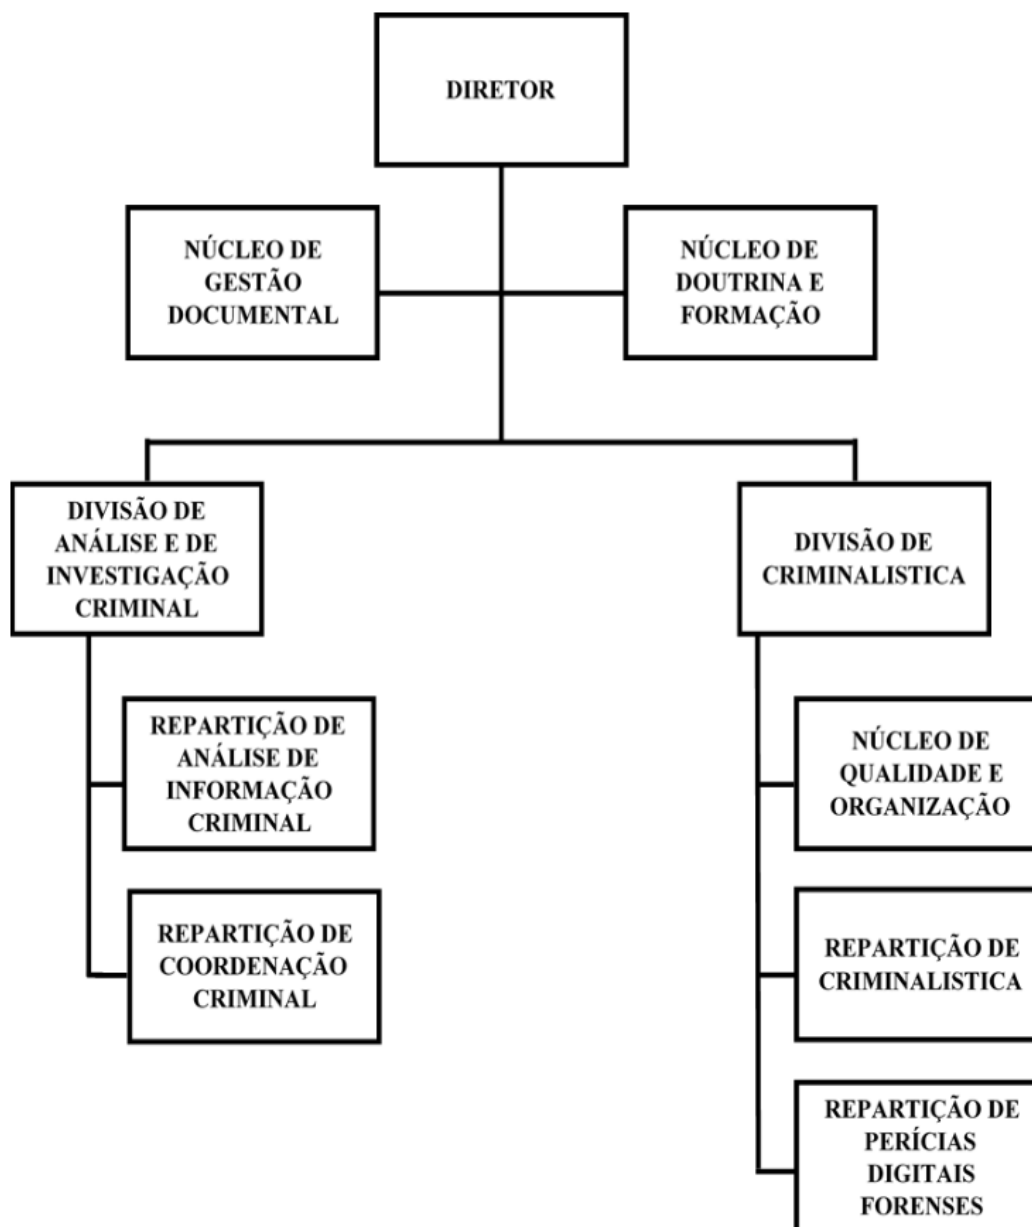 DIRETOR
NÚCLEO DE
GESTÃO
DOCUMENTAL
NÚCLEO DE
DOUTRINA E
FORMAÇÃO
DIVISÃO DE
ANÁLISE E DE
INVESTIGAÇÃO
CRIMINAL
DIVISÃO DE
CRIMINALISTICA
REPARTIÇÃO DE
ANÁLISE DE
INFORMAÇÃO
CRIMINAL
NÚCLEO DE
QUALIDADE E
ORGANIZAÇÃO
REPARTIÇÃO DE
COORDENAÇÃO
CRIMINAL
REPARTIÇÃO DE
CRIMINALISTICA
REPARTIÇÃO DE
PERÍCIAS
DIGITAIS
FORENSES